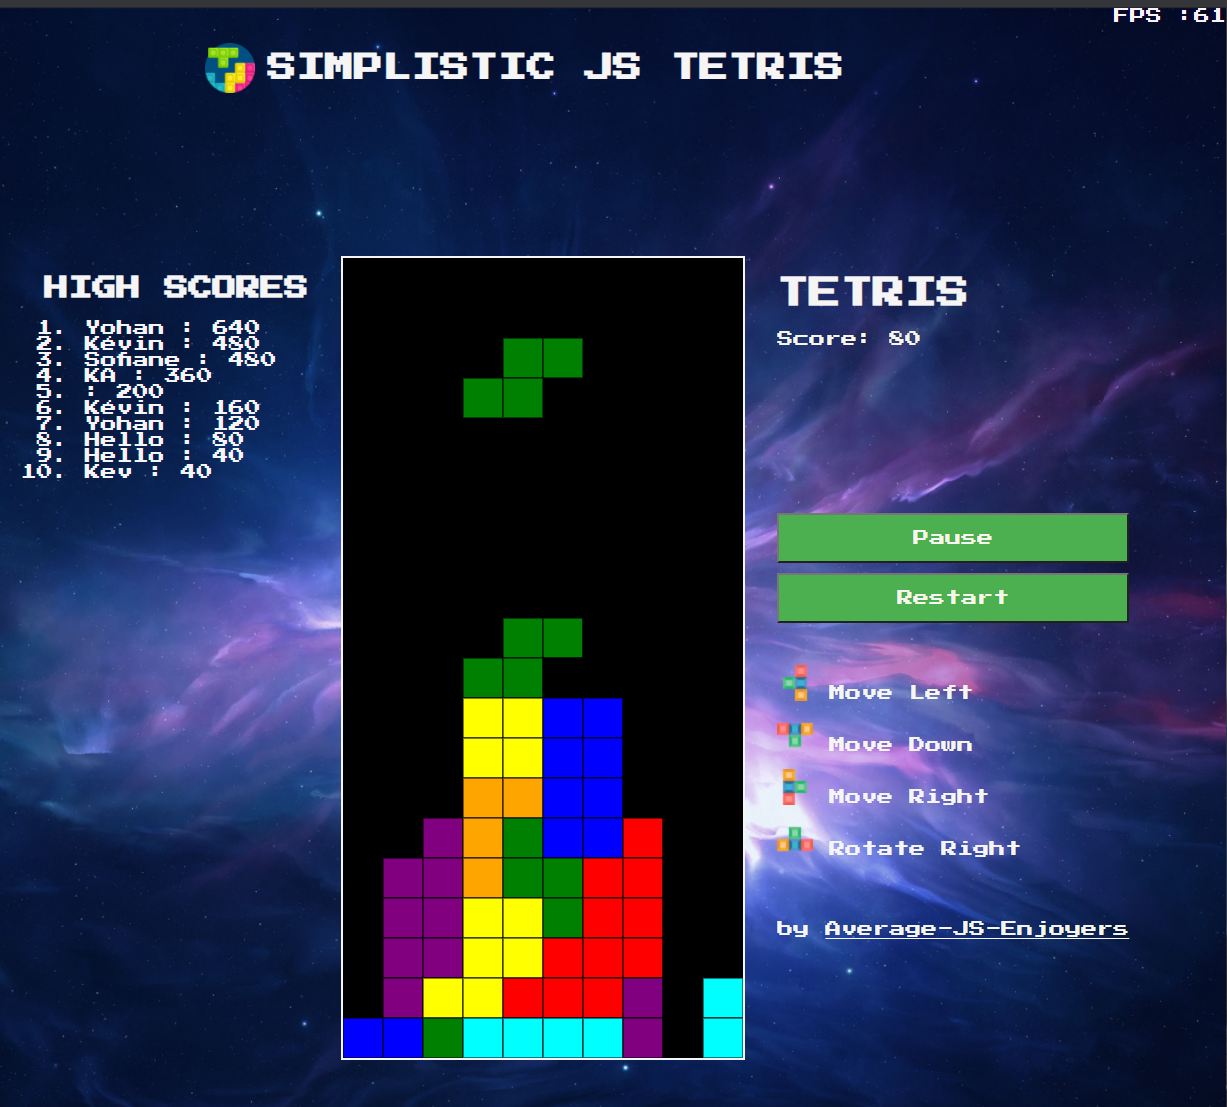 FPS :61
SIMPLISTIC JS TETRIS
HIGH SCORES
1. Yohan : 640
2. Kévin : 480
3. Sofiane : 480
4. KA : 360
5. : 200
6. Kévin : 160
7. Yohan : 120
8. Hello : 80
9. Hello : 40
10. Kev : 40
TETRIS
Score: 80
Pause
Restart
Move Left
Move Down
Move Right
Rotate Right
by Average-JS-Enjoyers